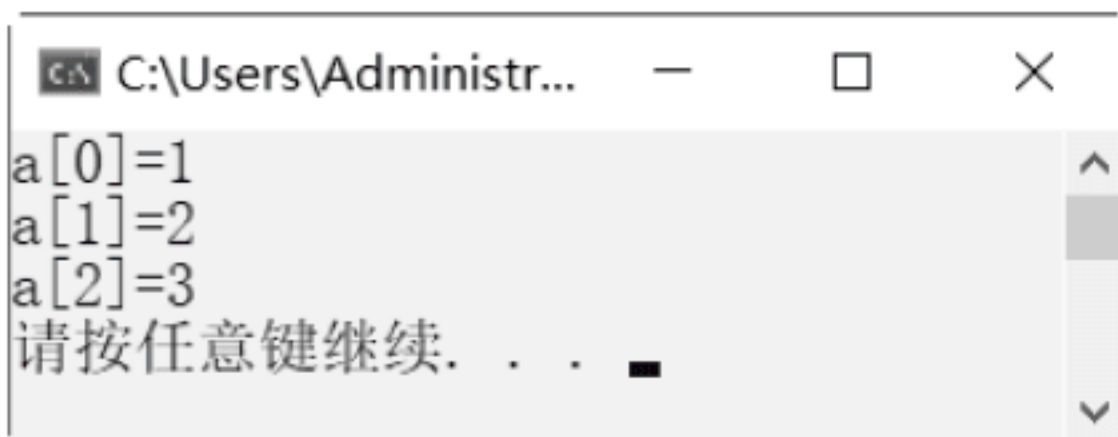 C:\Users\Administr...
a[0]=1
a[1]=2
a[2]=3
请按任意键继续. . .